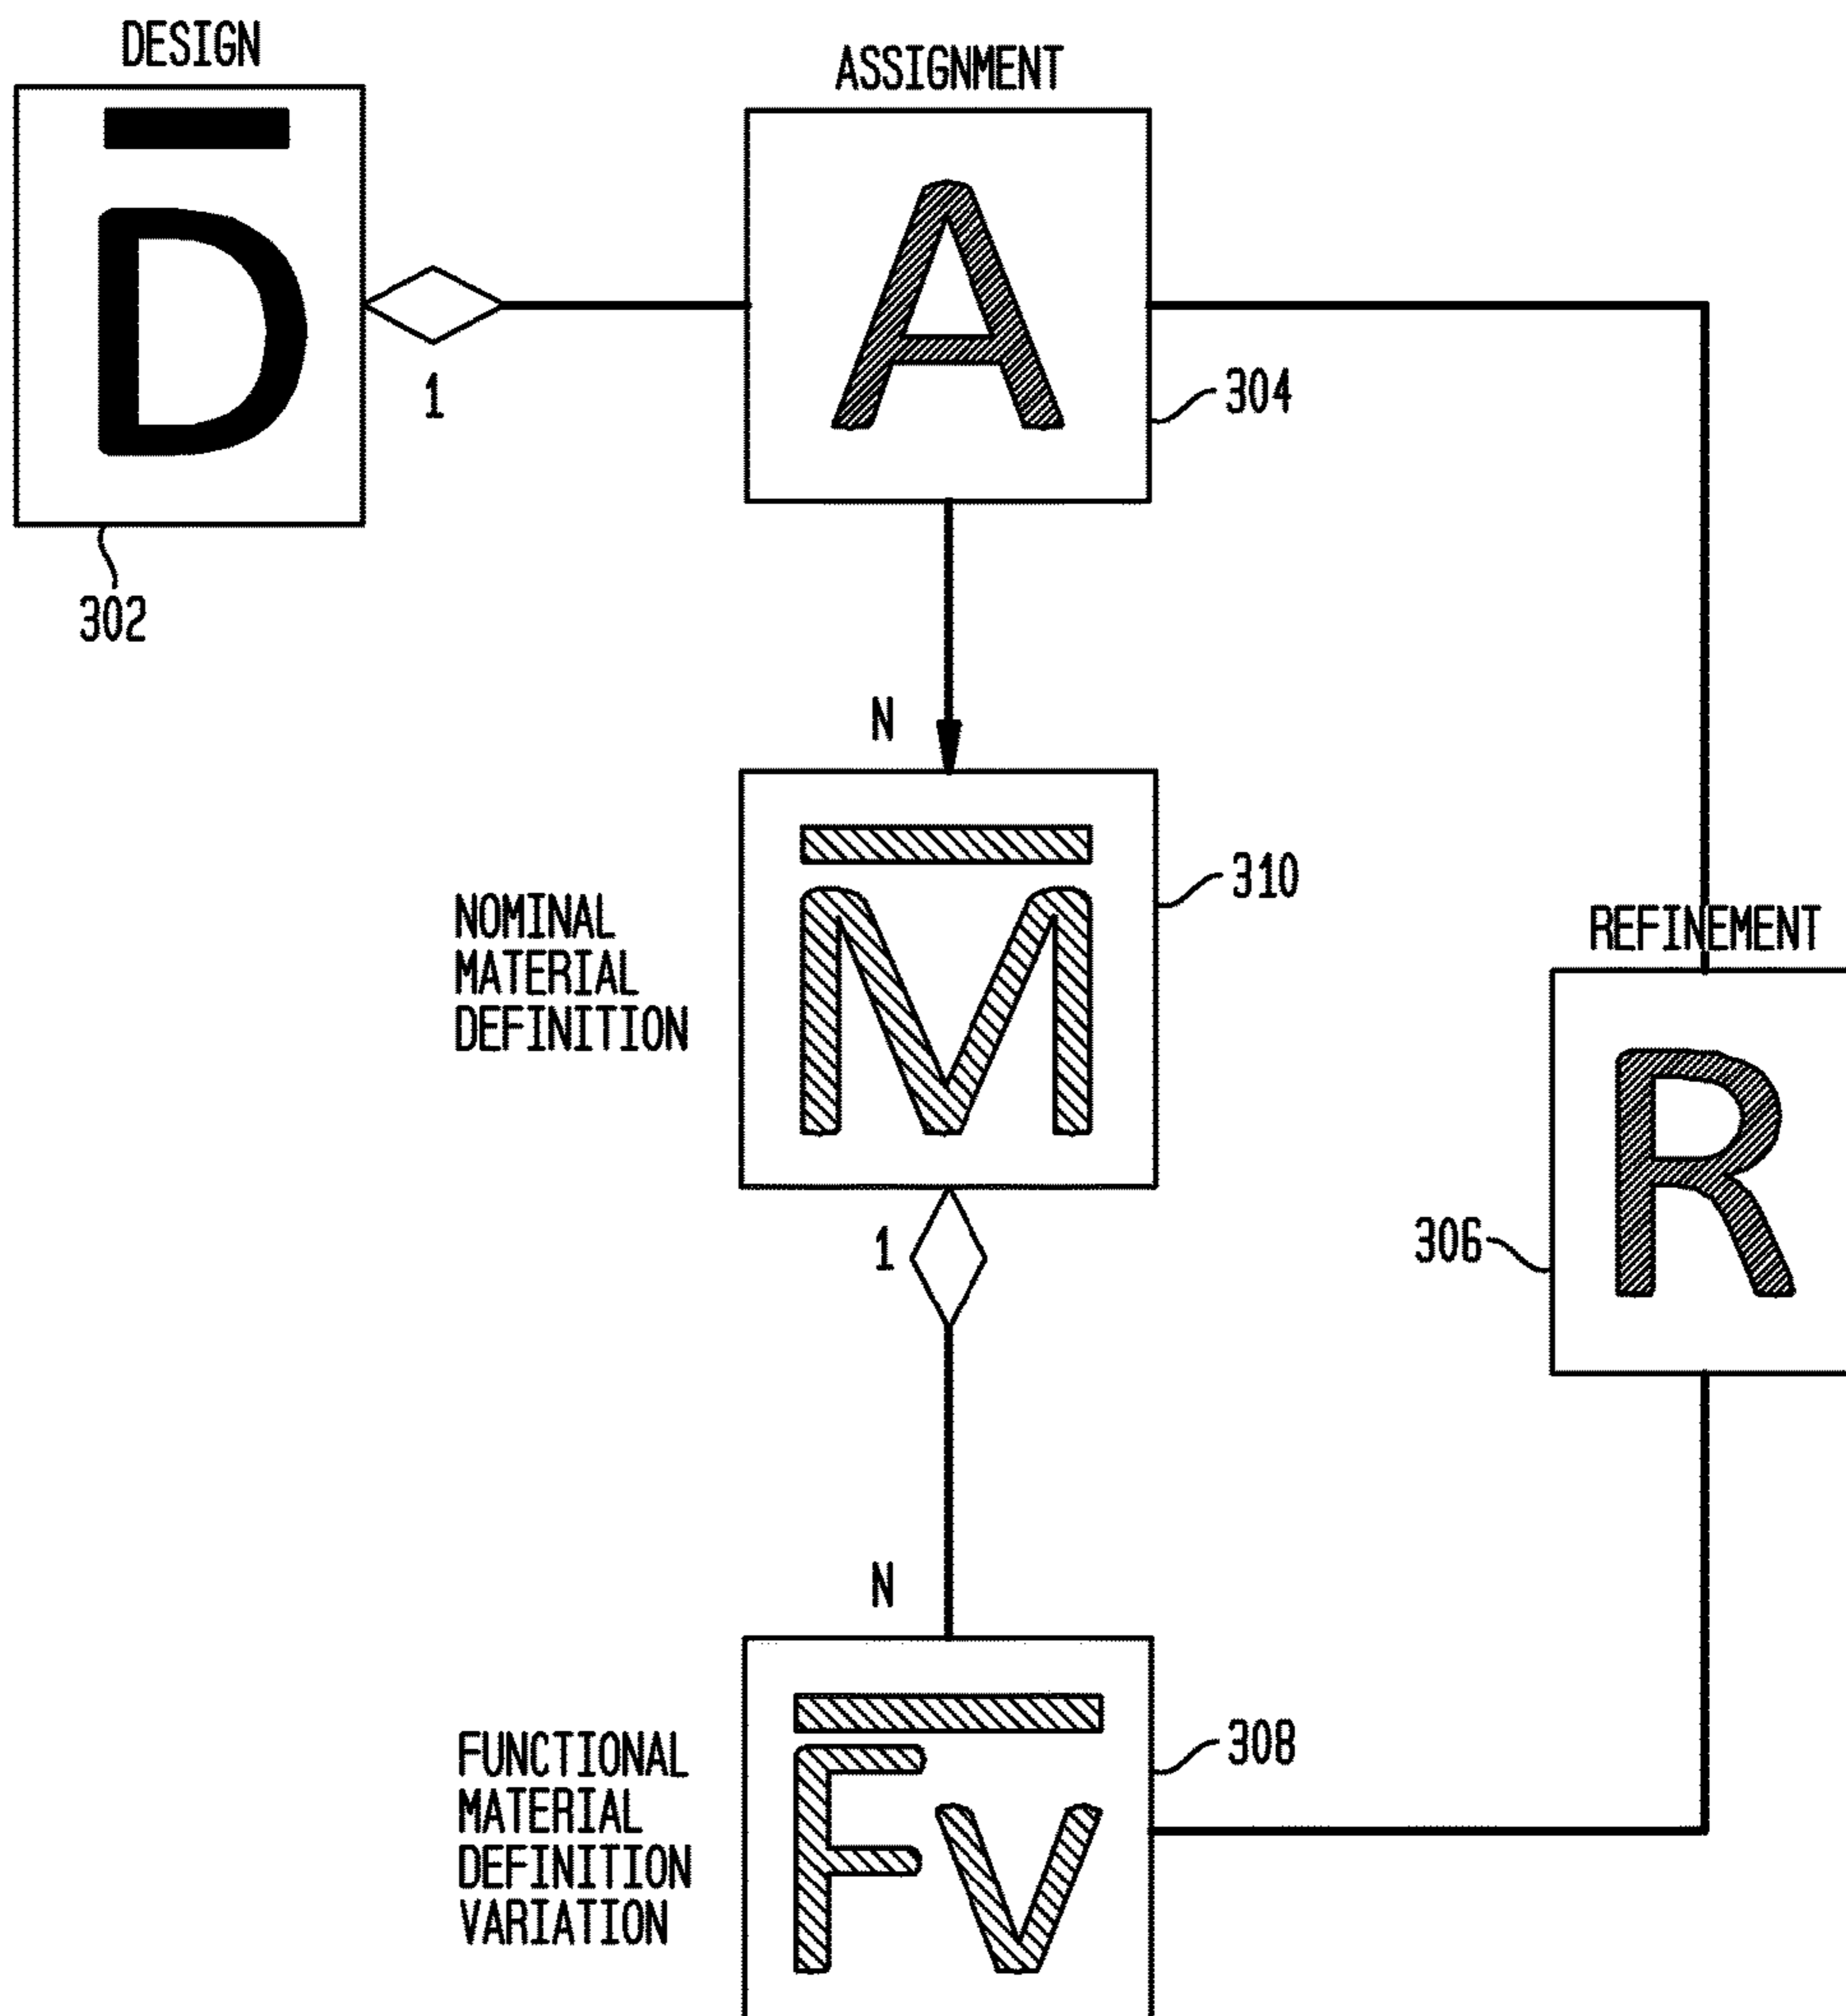 DESIGN
D
302
1
ASSIGNMENT
A
304
N
NOMINAL
MATERIAL
DEFINITION
M
310
1
REFINEMENT
R
306
N
FUNCTIONAL
MATERIAL
DEFINITION
VARIATION
Fv
308